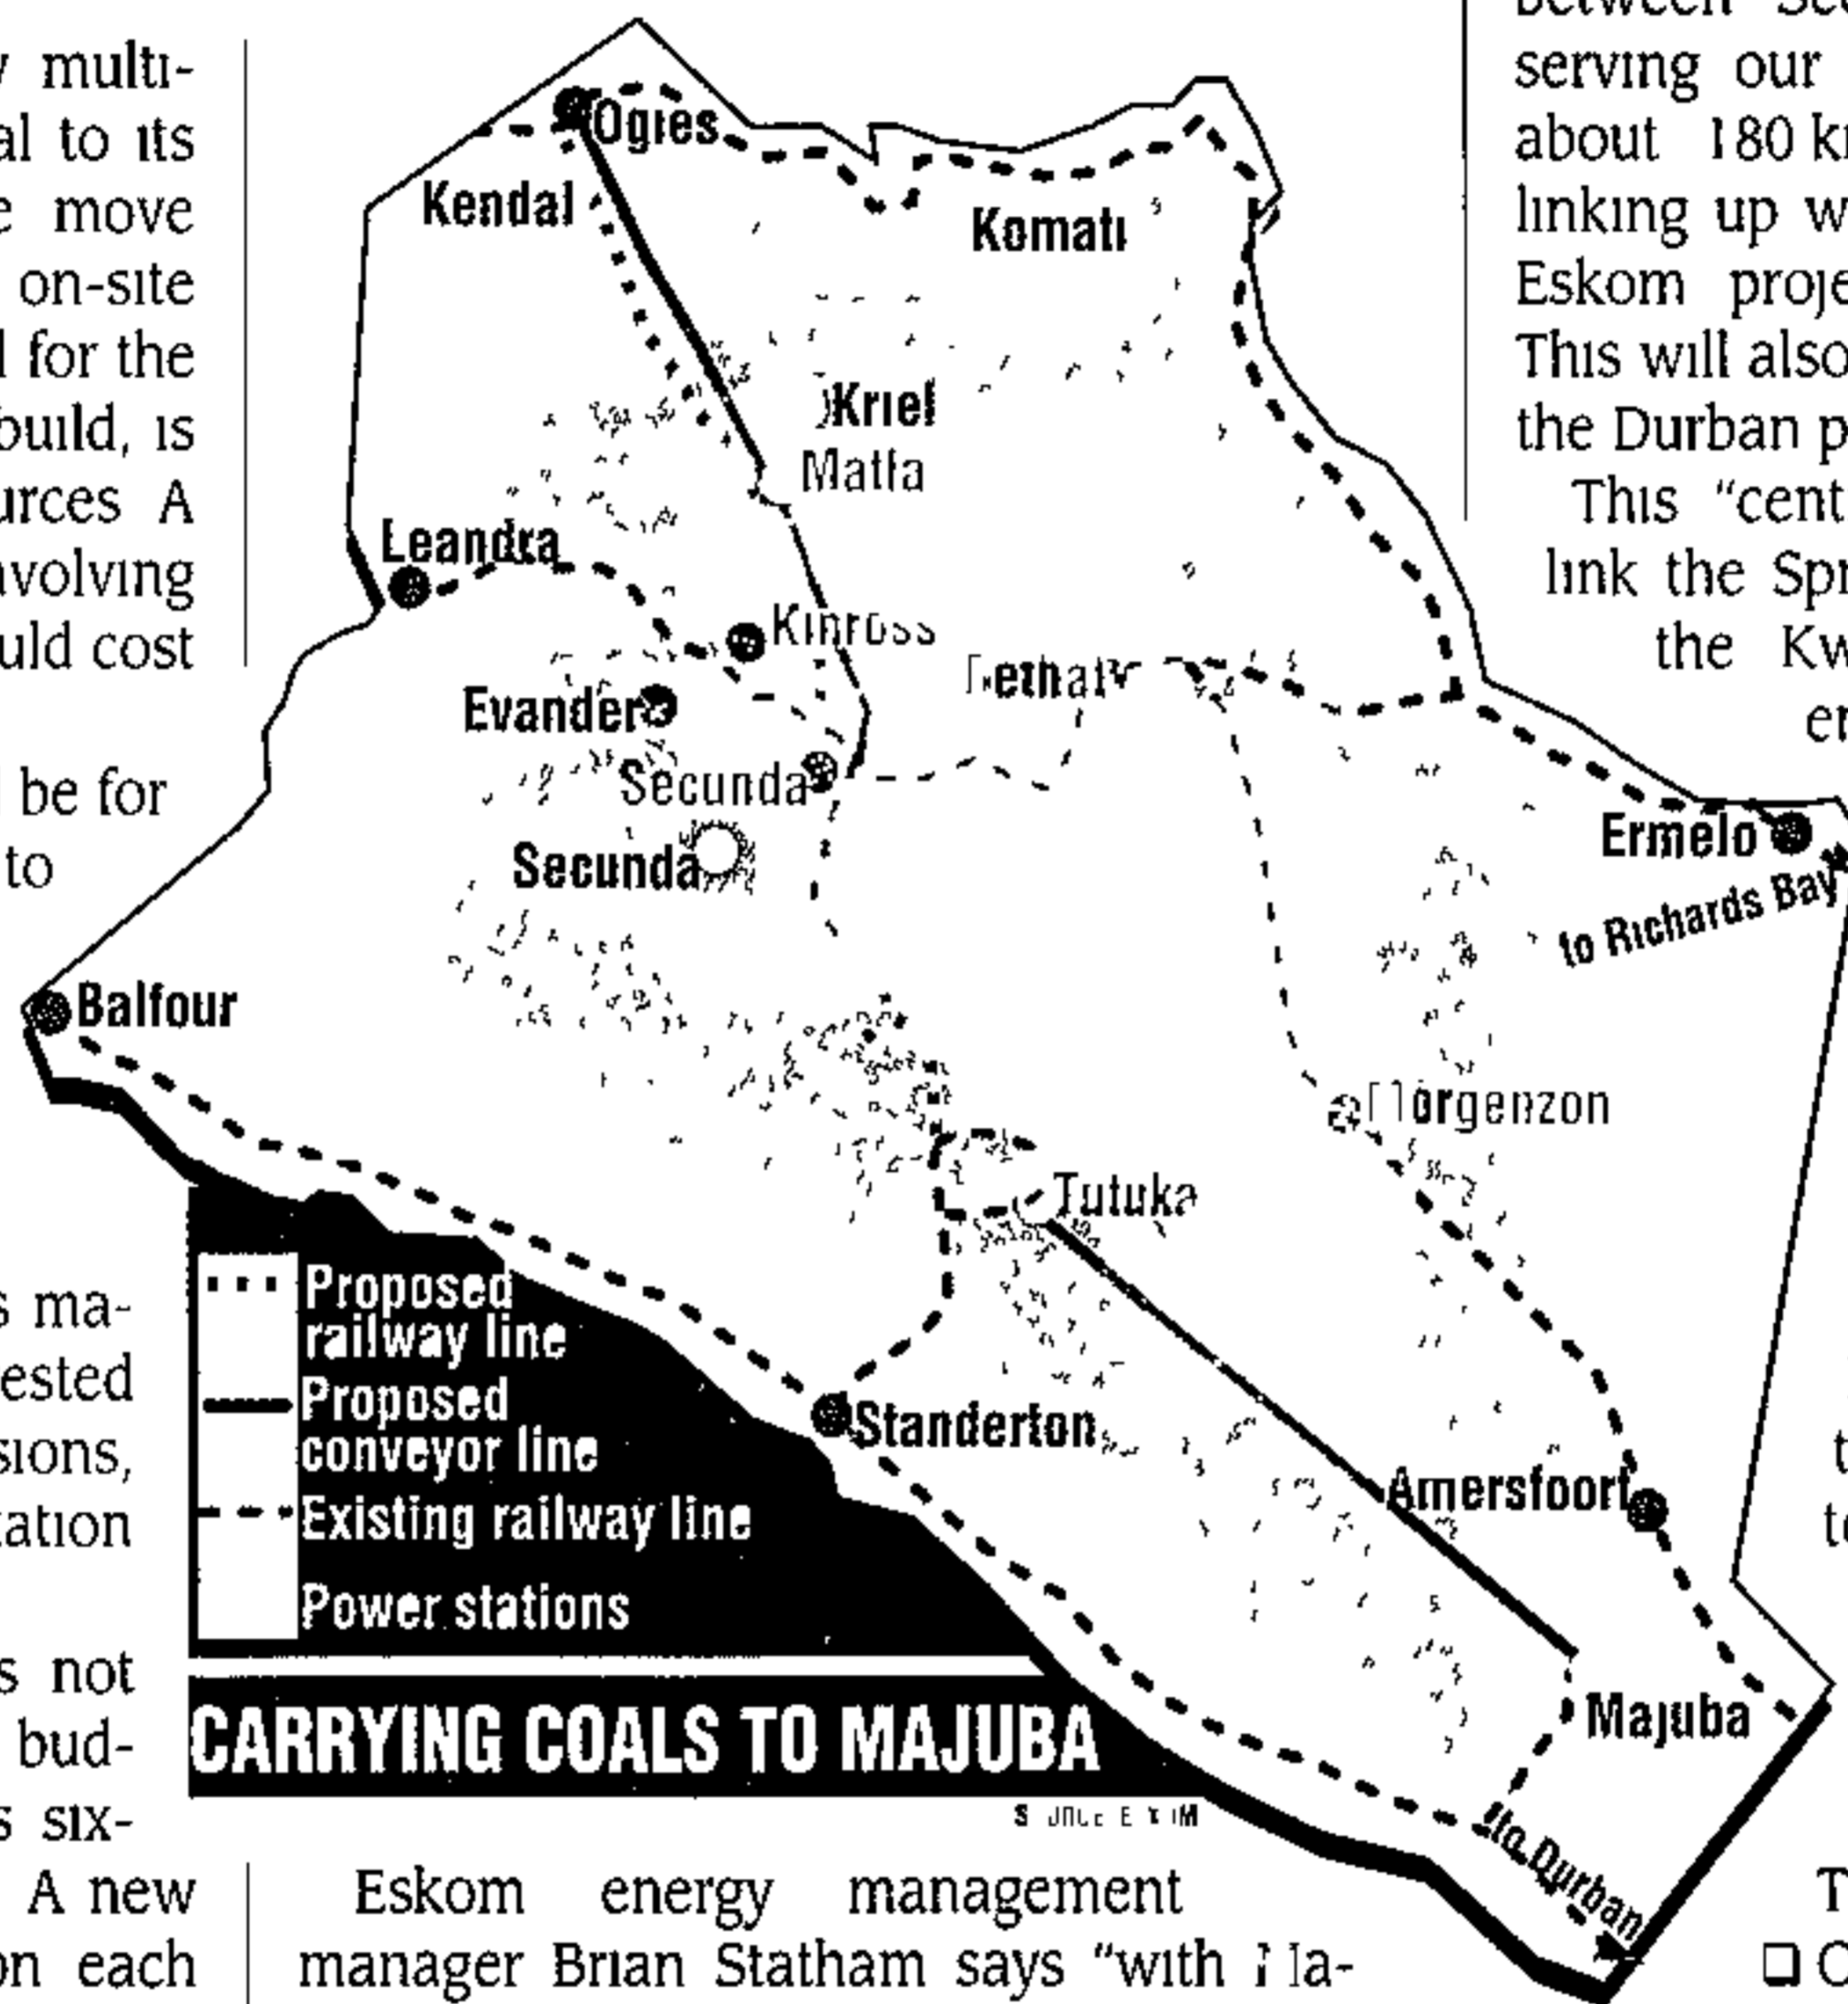 multi-
al to its
move
on-site
for the
build, is
urces A
volving
uld cost
be for
to
ma-
ested
sions,
tation
not
bud-
six-
A new
on each
Ogies
Kendal
Komati
Kriel
Matla
Leandra
Kinross
Evander
Secunda
Secunda
Ermelo
to Richards Bay
Balfour
Morgenzon
Tutuka
Standerton
Amersfoort
Majuba
to Durban
Proposed
railway line
Proposed
conveyor line
Existing railway line
Power stations
CARRYING COALS TO MAJUBA
Eskom energy management
manager Brian Statham says "with
between
serving our
about 180 k
linking up w
Eskom proje
This will also
the Durban p
This "cent
link the Spr
the Kw